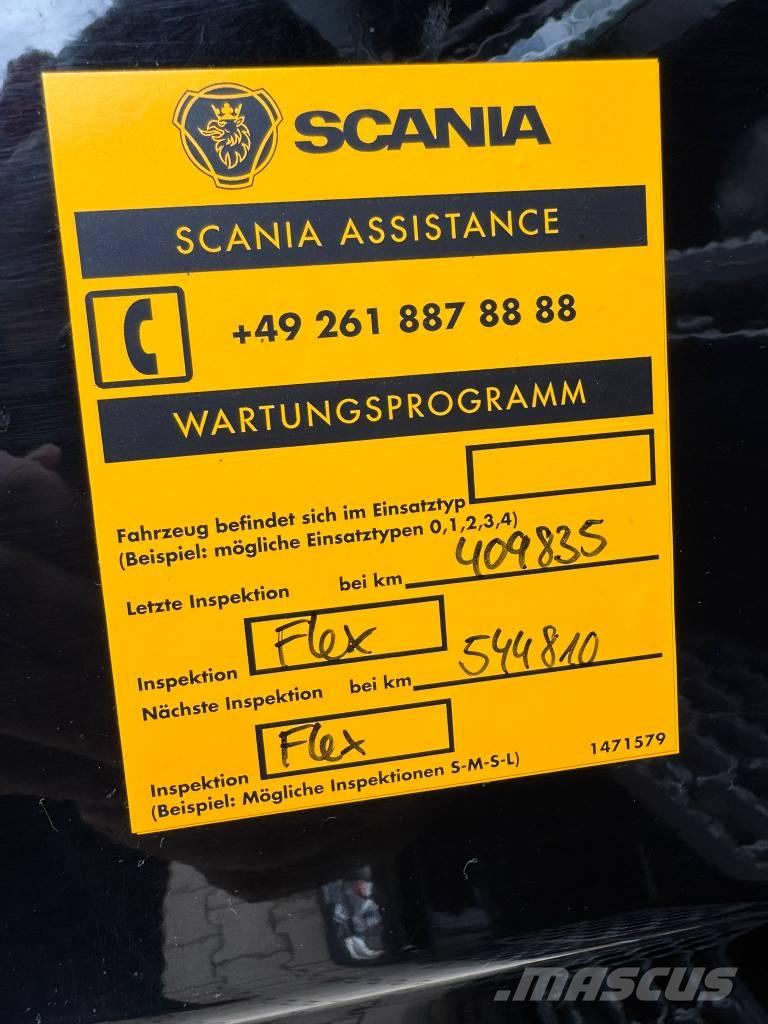 SCANIA
SCANIA ASSISTANCE
+49 261 887 88 88
WARTUNGSPROGRAMM
Fahrzeug befindet sich im Einsatztyp
(Beispiel: mögliche Einsatztypen 0,1,2,3,4)
Letzte Inspektion bei km 409835
Inspektion Flex
Nächste Inspektion bei km 544810
Inspektion Flex
(Beispiel: Mögliche Inspektionen S-M-S-L)
1471579
mascus